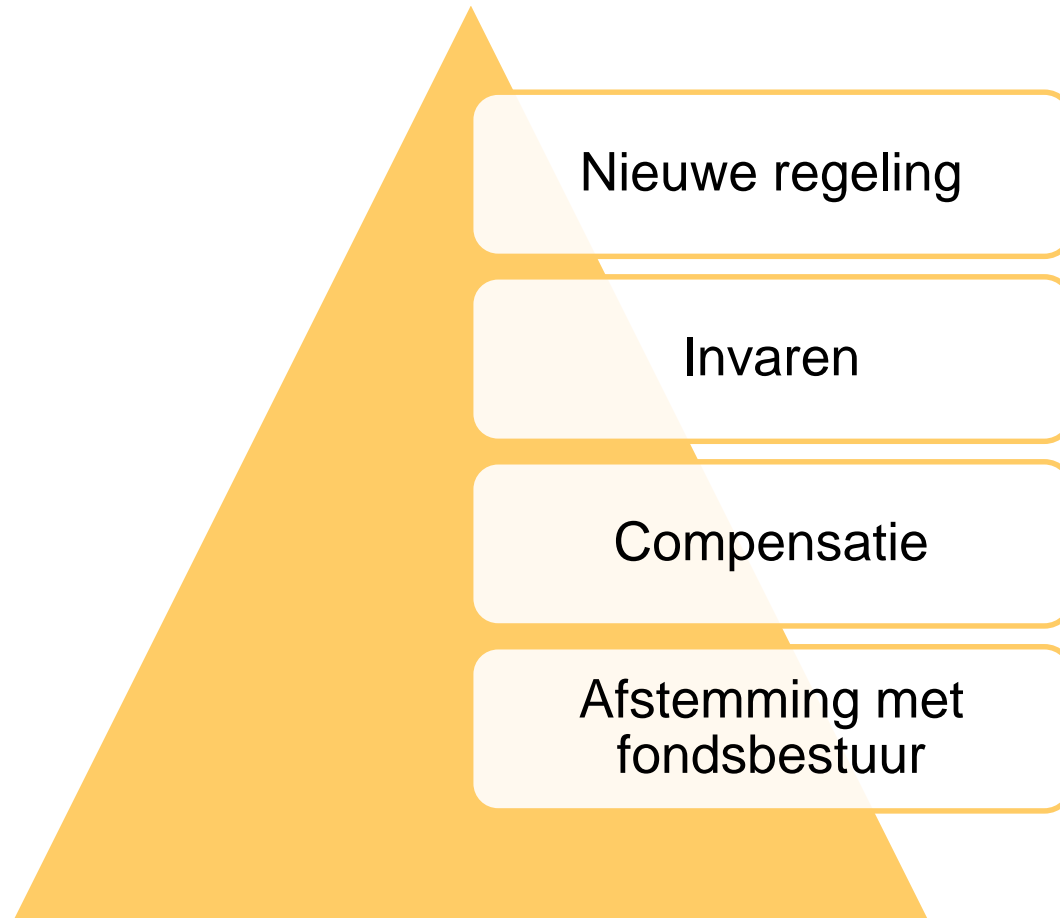 Nieuwe regeling
Invaren
Compensatie
Afstemming met
fondsbestuur